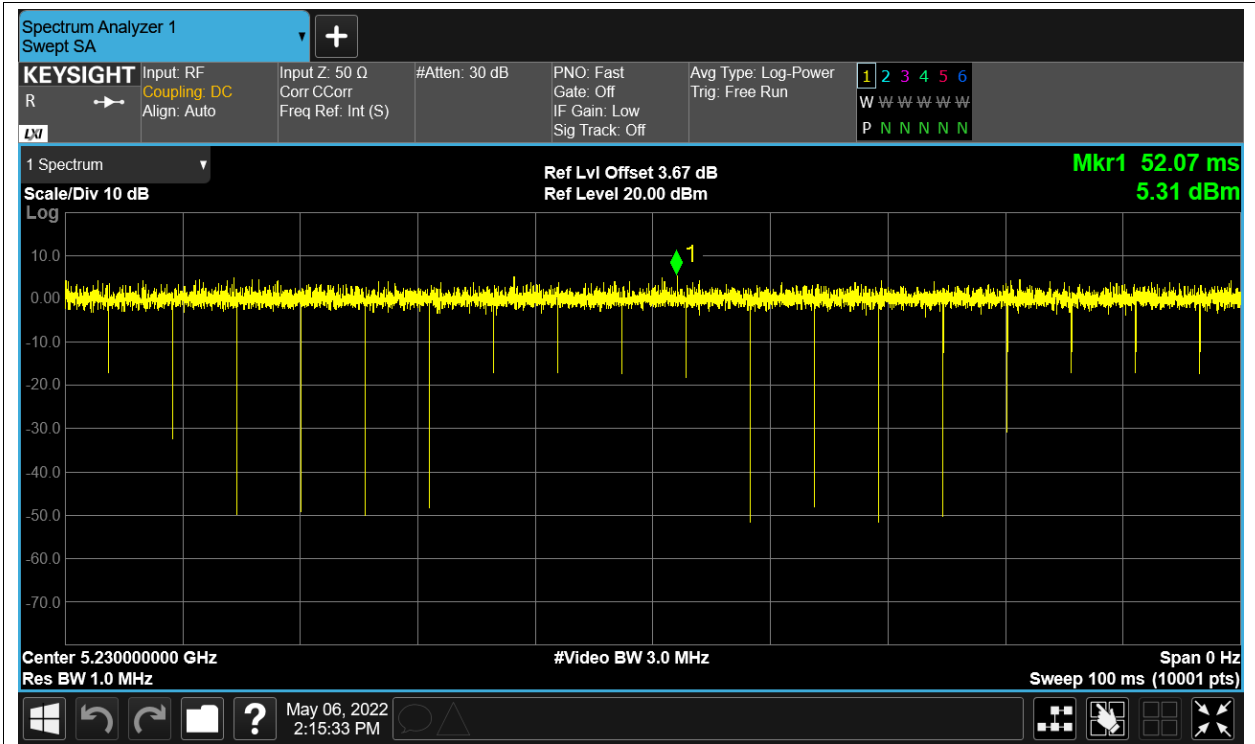 Spectrum Analyzer 1
Swept SA
KEYSIGHT
R
LXI
Input: RF
Coupling: DC
Align: Auto
Input Z: 50 Ω
Corr CCorr
Freq Ref: Int (S)
#Atten: 30 dB
PNO: Fast
Gate: Off
IF Gain: Low
Sig Track: Off
Avg Type: Log-Power
Trig: Free Run
1 2 3 4 5 6
W W W W W W
P N N N N N
1 Spectrum
Scale/Div 10 dB
Ref Lvl Offset 3.67 dB
Ref Level 20.00 dBm
Mkr1 52.07 ms
5.31 dBm
Log
1
10.0
0.00
-10.0
-20.0
-30.0
-40.0
-50.0
-60.0
-70.0
Center 5.230000000 GHz
Res BW 1.0 MHz
#Video BW 3.0 MHz
Span 0 Hz
Sweep 100 ms (10001 pts)
?
May 06, 2022
2:15:33 PM